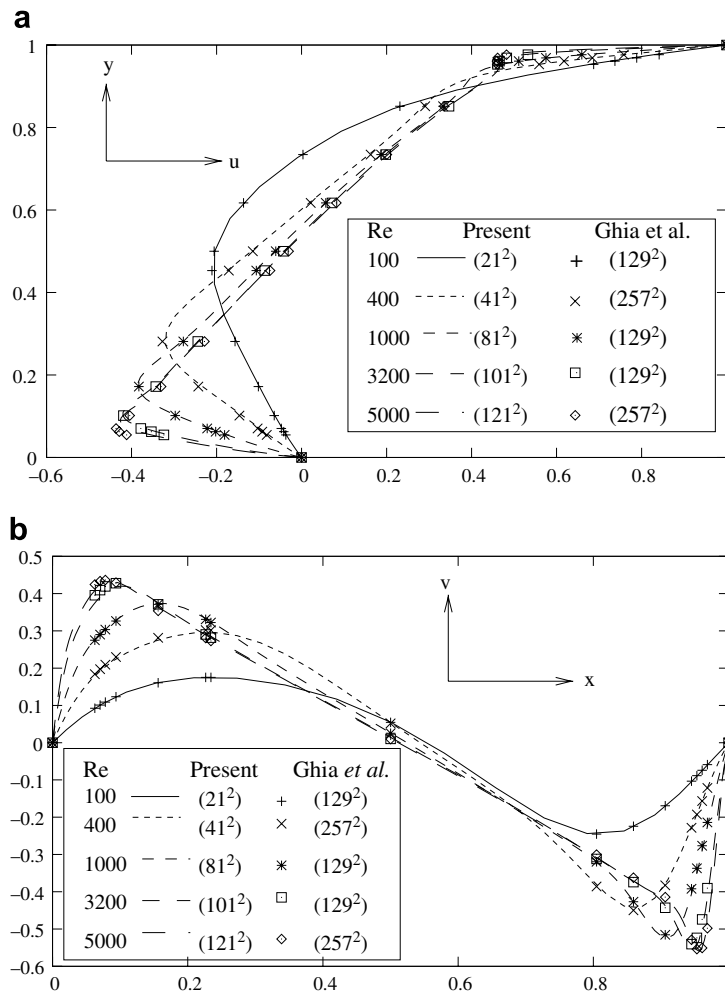 a
1
y
0.8
u
0.6
Re Present Ghia et al.
100 (21²) (129²)
400 (41²) (257²)
0.4
1000 (81²) (129²)
3200 (101²) (129²)
0.2
5000 (121²) (257²)
0
−0.6 −0.4 −0.2 0 0.2 0.4 0.6 0.8 1
b
0.5
v
0.4
0.3
0.2
x
0.1
0
Re Present Ghia et al.
−0.1
100 (21²) (129²)
400 (41²) (257²)
−0.2
1000 (81²) (129²)
−0.3
3200 (101²) (129²)
−0.4
5000 (121²) (257²)
−0.5
−0.6
0 0.2 0.4 0.6 0.8 1